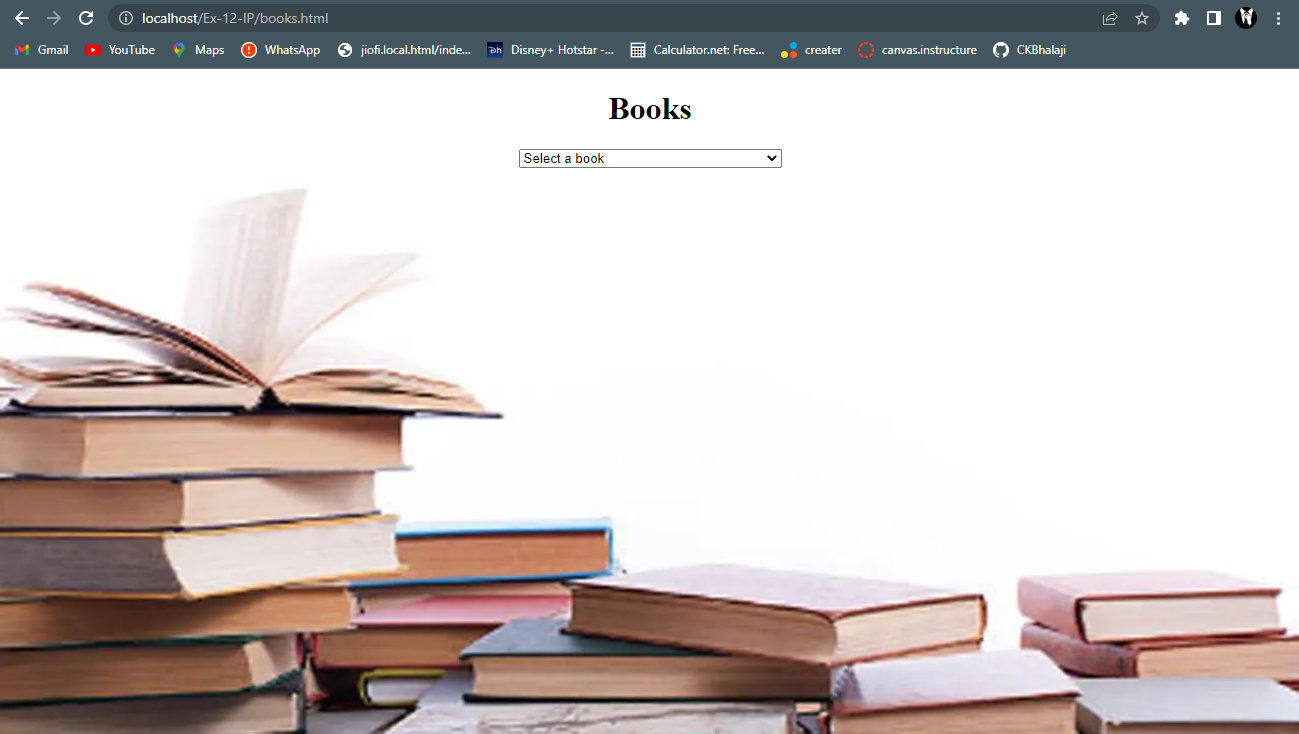 localhost/Ex-12-IP/books.html
Gmail YouTube Maps WhatsApp jiofi.local.html/inde... Disney+ Hotstar -... Calculator.net: Free... creater canvas.instructure CKBhalaji
Books
Select a book